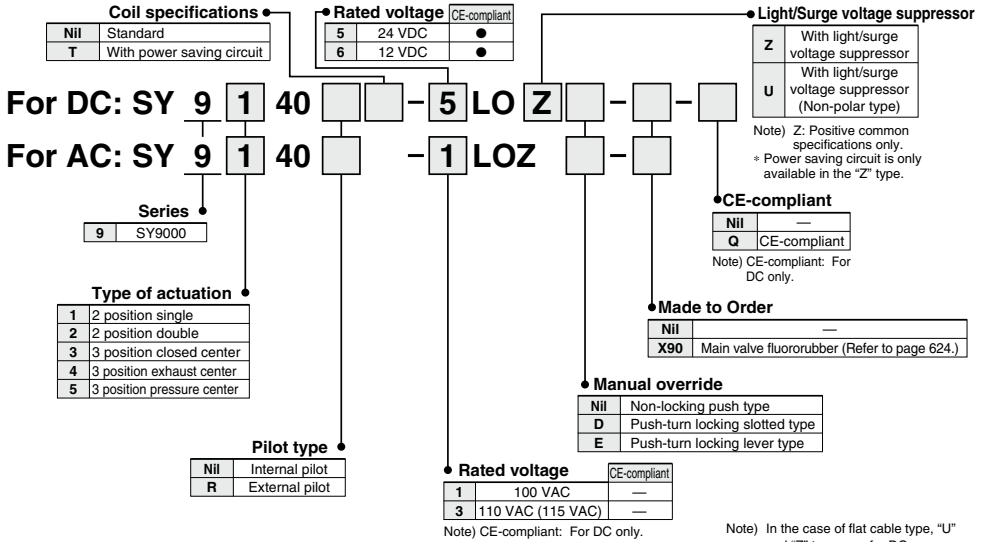 Coil specifications
Nil Standard
T With power saving circuit
Rated voltage CE-compliant
5 24 VDC ●
6 12 VDC ●
Light/Surge voltage suppressor
Z With light/surge voltage suppressor
U With light/surge voltage suppressor (Non-polar type)
Note) Z: Positive common
specifications only.
* Power saving circuit is only
available in the “Z” type.
For DC: SY 9 1 40 – 5 LO Z – –
For AC: SY 9 1 40 – 1 LOZ –
Series
9 SY9000
CE-compliant
Nil —
Q CE-compliant
Note) CE-compliant: For
DC only.
Type of actuation
1 2 position single
2 2 position double
3 3 position closed center
4 3 position exhaust center
5 3 position pressure center
Made to Order
Nil —
X90 Main valve fluororubber (Refer to page 624.)
Manual override
Nil Non-locking push type
D Push-turn locking slotted type
E Push-turn locking lever type
Pilot type
Nil Internal pilot
R External pilot
Rated voltage CE-compliant
1 100 VAC —
3 110 VAC (115 VAC) —
Note) CE-compliant: For DC only.
Note) In the case of flat cable type, “U”